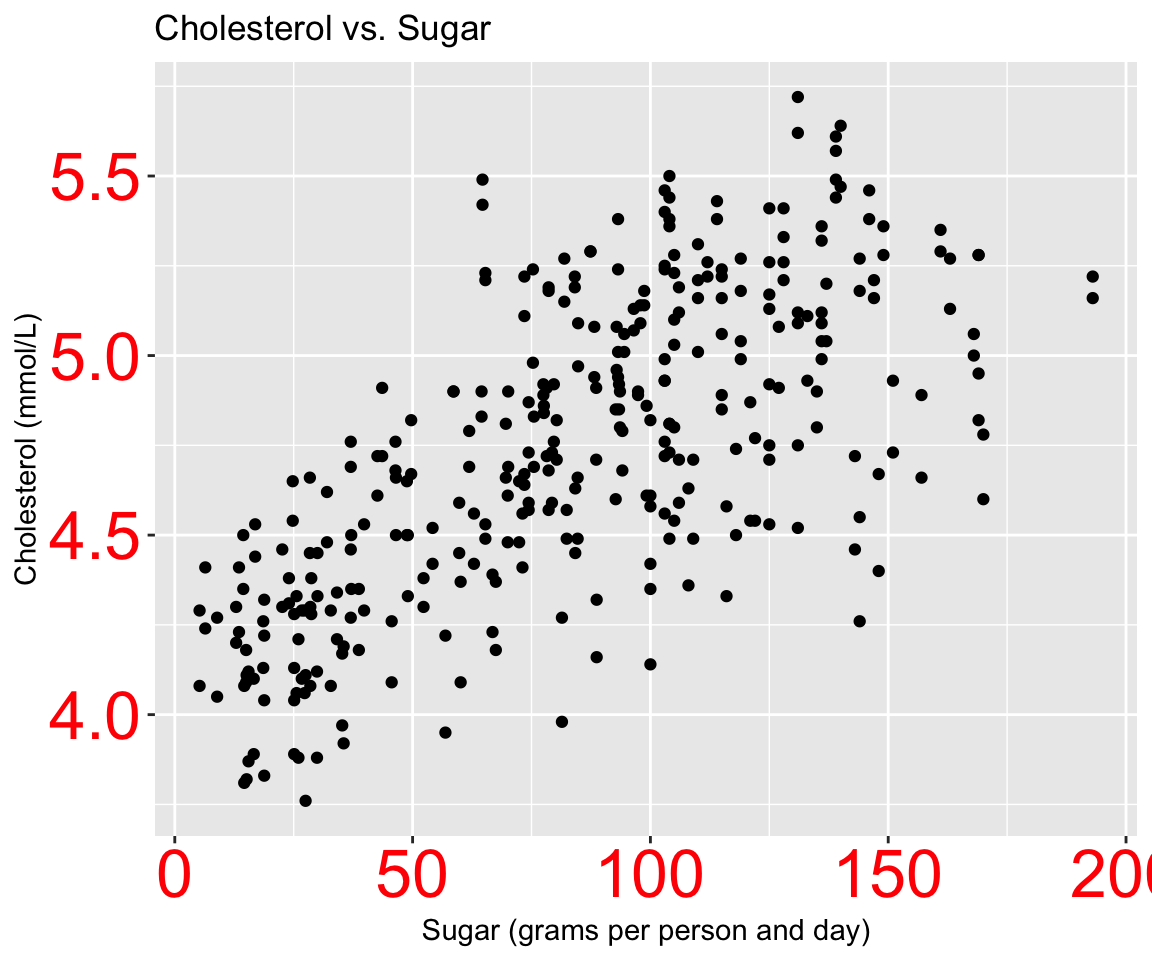 Cholesterol vs. Sugar
Cholesterol (mmol/L)
5.5
5.0
4.5
4.0
0 50 100 150 200
Sugar (grams per person and day)